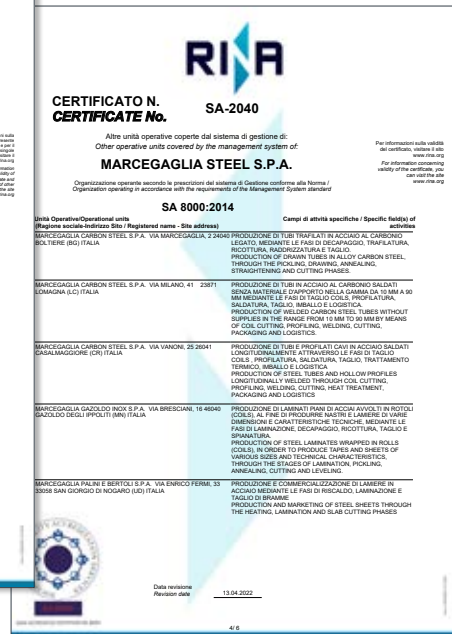 RINA
CERTIFICATO N.
CERTIFICATE No.
SA-2040
Altre unità operative coperte dal sistema di gestione di:
Other operative units covered by the management system of:
MARCEGAGLIA STEEL S.P.A.
Per informazioni sulla validità
del certificato, visitare il sito
www.rina.org
For information concerning
validity of the certificate, you
can visit the site
www.rina.org
Organizzazione operante secondo le prescrizioni del sistema di Gestione conforme alla Norma /
Organization operating in accordance with the requirements of the Management System standard
SA 8000:2014
Unità Operative/Operational units
(Ragione sociale-Indirizzo Sito / Registered name - Site address)
Campi di attvità specifiche / Specific field(s) of
activities
MARCEGAGLIA CARBON STEEL S.P.A. VIA MARCEGAGLIA, 2 24040
BOLTIERE (BG) ITALIA
PRODUZIONE DI TUBI TRAFILATI IN ACCIAIO AL CARBONIO
LEGATO, MEDIANTE LE FASI DI DECAPAGGIO, TRAFILATURA,
RICOTTURA, RADDRIZZATURA E TAGLIO.
PRODUCTION OF DRAWN TUBES IN ALLOY CARBON STEEL,
THROUGH THE PICKLING, DRAWING, ANNEALING,
STRAIGHTENING AND CUTTING PHASES.
MARCEGAGLIA CARBON STEEL S.P.A. VIA MILANO, 41 23871
LOMAGNA (LC) ITALIA
PRODUZIONE DI TUBI IN ACCIAIO AL CARBONIO SALDATI
SENZA MATERIALE D'APPORTO NELLA GAMMA DA 10 MM A 90
MM MEDIANTE LE FASI DI TAGLIO COILS, PROFILATURA,
SALDATURA, TAGLIO, IMBALLO E LOGISTICA.
PRODUCTION OF WELDED CARBON STEEL TUBES WITHOUT
SUPPLIES IN THE RANGE FROM 10 MM TO 90 MM BY MEANS
OF COIL CUTTING, PROFILING, WELDING, CUTTING,
PACKAGING AND LOGISTICS.
MARCEGAGLIA CARBON STEEL S.P.A. VIA VANONI, 25 26041
CASALMAGGIORE (CR) ITALIA
PRODUZIONE DI TUBI E PROFILATI CAVI IN ACCIAIO SALDATI
LONGITUDINALMENTE ATTRAVERSO LE FASI DI TAGLIO
COILS , PROFILATURA, SALDATURA, TAGLIO, TRATTAMENTO
TERMICO, IMBALLO E LOGISTICA
PRODUCTION OF STEEL TUBES AND HOLLOW PROFILES
LONGITUDINALLY WELDED THROUGH COIL CUTTING,
PROFILING, WELDING, CUTTING, HEAT TREATMENT,
PACKAGING AND LOGISTICS
MARCEGAGLIA GAZOLDO INOX S.P.A. VIA BRESCIANI, 16 46040
GAZOLDO DEGLI IPPOLITI (MN) ITALIA
PRODUZIONE DI LAMINATI PIANI DI ACCIAI AVVOLTI IN ROTOLI
(COILS), AL FINE DI PRODURRE NASTRI E LAMIERE DI VARIE
DIMENSIONI E CARATTERISTICHE TECNICHE, MEDIANTE LE
FASI DI LAMINAZIONE, DECAPAGGIO, RICOTTURA, TAGLIO E
SPIANATURA.
PRODUCTION OF STEEL LAMINATES WRAPPED IN ROLLS
(COILS), IN ORDER TO PRODUCE TAPES AND SHEETS OF
VARIOUS SIZES AND TECHNICAL CHARACTERISTICS,
THROUGH THE STAGES OF LAMINATION, PICKLING,
ANNEALING, CUTTING AND LEVELING.
MARCEGAGLIA PALINI E BERTOLI S.P.A. VIA ENRICO FERMI, 33
33058 SAN GIORGIO DI NOGARO (UD) ITALIA
PRODUZIONE E COMMERCIALIZZAZIONE DI LAMIERE IN
ACCIAIO MEDIANTE LE FASI DI RISCALDO, LAMINAZIONE E
TAGLIO DI BRAMME
PRODUCTION AND MARKETING OF STEEL SHEETS THROUGH
THE HEATING, LAMINATION AND SLAB CUTTING PHASES
Data revisione
Revision date
13.04.2022
4/ 6